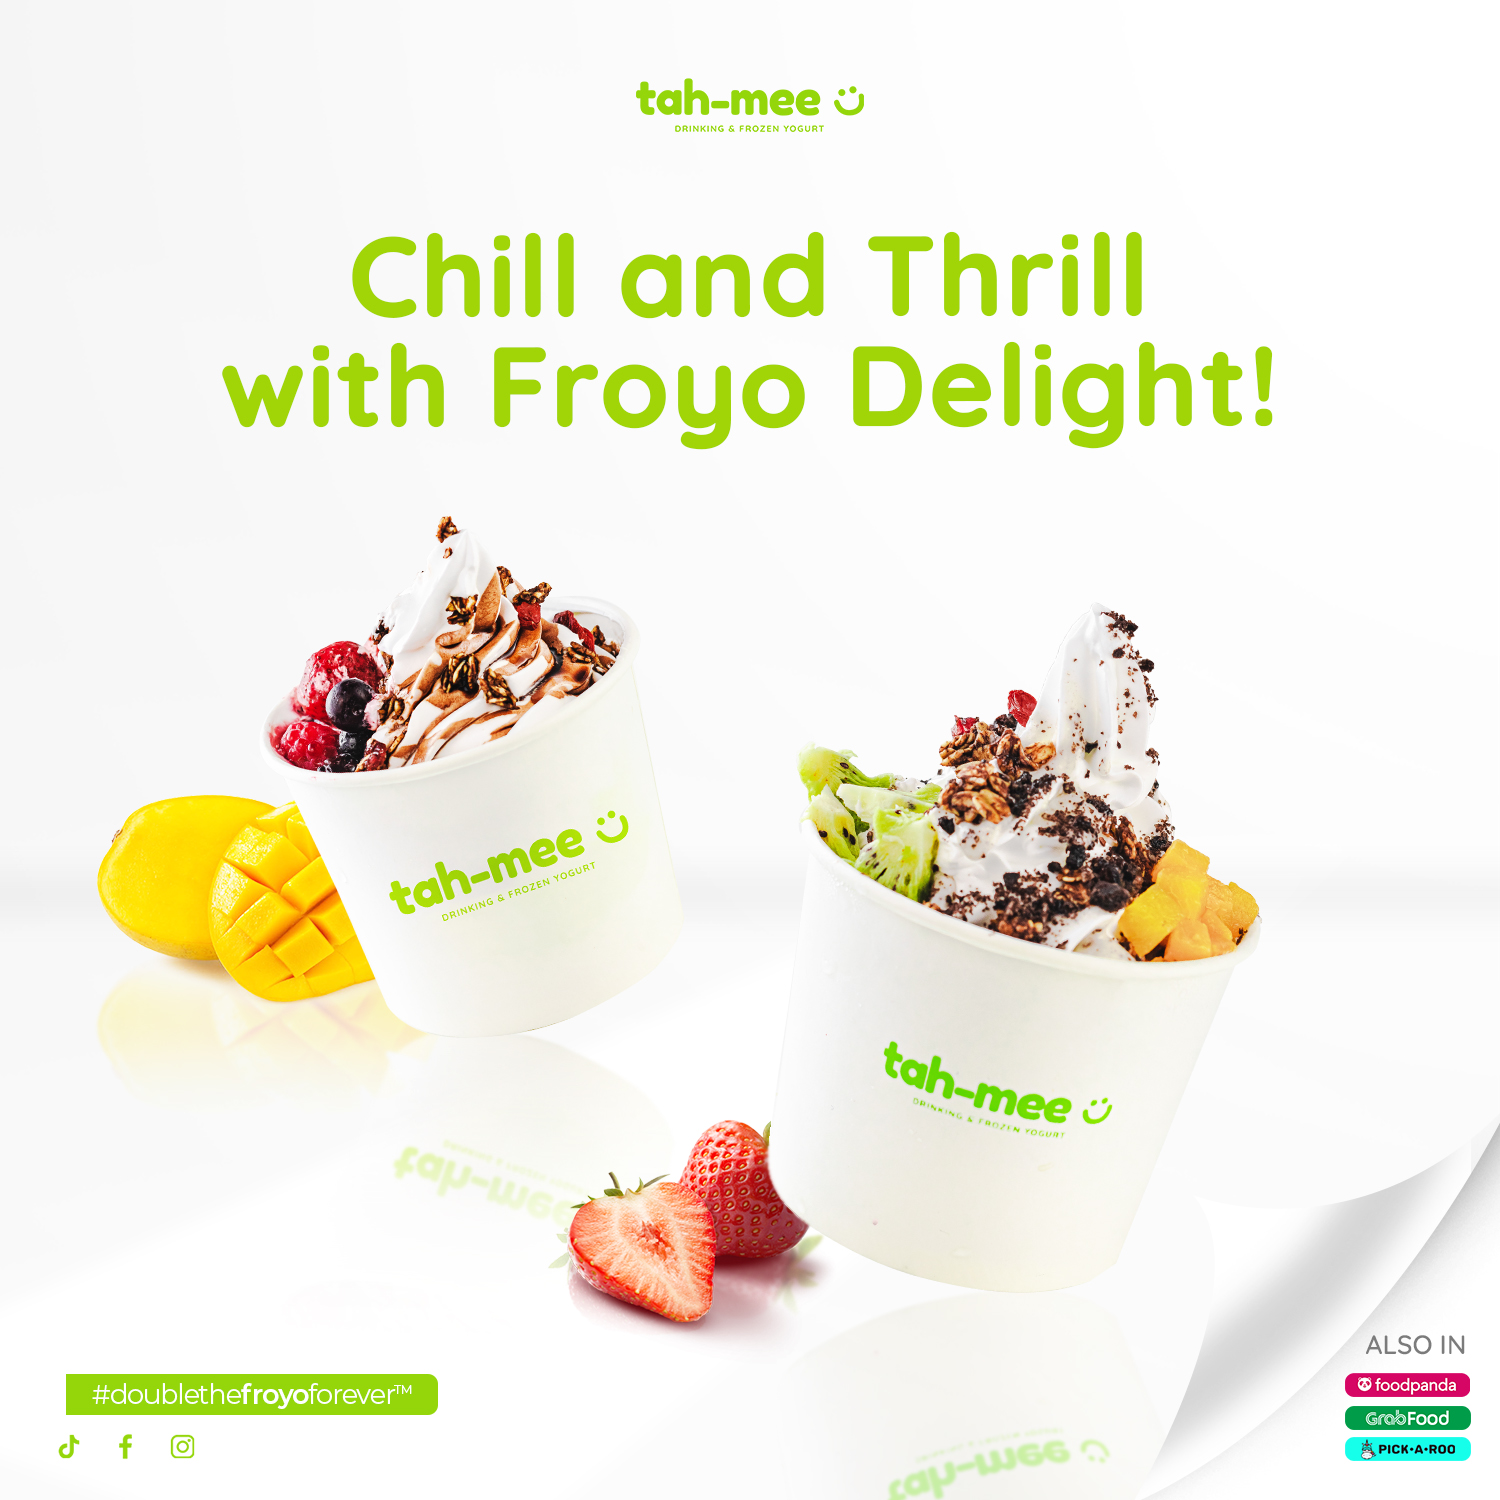 tah-mee
DRINKING & FROZEN YOGURT
Chill and Thrill
with Froyo Delight!
tah-mee
DRINKING & FROZEN YOGURT
tah-mee
DRINKING & FROZEN YOGURT
#doublethefroyoforever™
ALSO IN
foodpanda
GrabFood
PICK•A•ROO